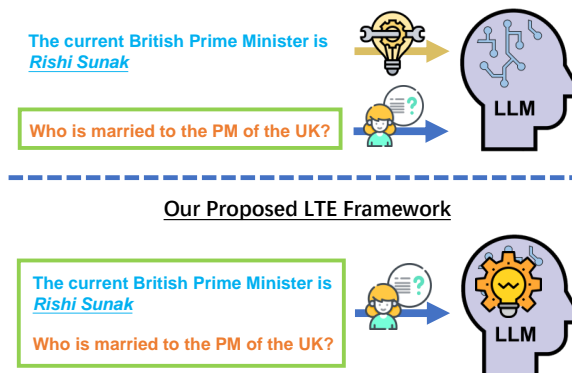 The current British Prime Minister is
Rishi Sunak
Who is married to the PM of the UK?
?
LLM
Our Proposed LTE Framework
The current British Prime Minister is
Rishi Sunak
Who is married to the PM of the UK?
?
LLM